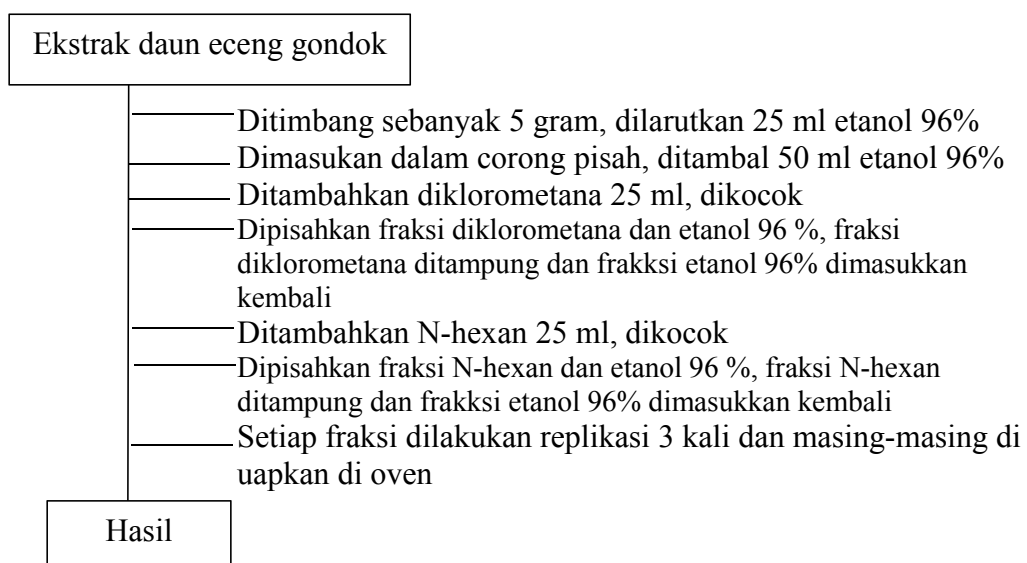 Ekstrak daun eceng gondok
Ditimbang sebanyak 5 gram, dilarutkan 25 ml etanol 96%
Dimasukan dalam corong pisah, ditambal 50 ml etanol 96%
Ditambahkan diklorometana 25 ml, dikocok
Dipisahkan fraksi diklorometana dan etanol 96 %, fraksi
diklorometana ditampung dan frakksi etanol 96% dimasukkan
kembali
Ditambahkan N-hexan 25 ml, dikocok
Dipisahkan fraksi N-hexan dan etanol 96 %, fraksi N-hexan
ditampung dan frakksi etanol 96% dimasukkan kembali
Setiap fraksi dilakukan replikasi 3 kali dan masing-masing di
uapkan di oven
Hasil